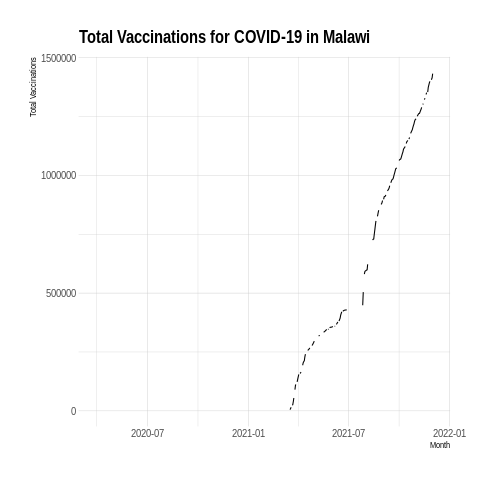 Total Vaccinations for COVID-19 in Malawi
Total Vaccinations
1500000
1000000
500000
0
2020-07 2021-01 2021-07 2022-01
Month